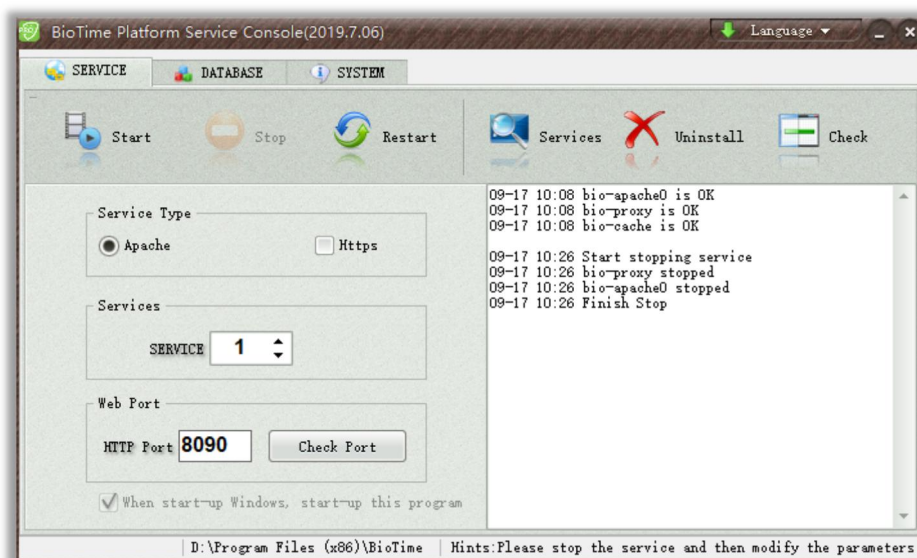 BioTime Platform Service Console(2019.7.06)
Language
SERVICE
DATABASE
SYSTEM
Start
Stop
Restart
Services
Uninstall
Check
Service Type
Apache
Https
Services
SERVICE 1
Web Port
HTTP Port 8090
Check Port
When start-up Windows, start-up this program
09-17 10:08 bio-apache0 is OK
09-17 10:08 bio-proxy is OK
09-17 10:08 bio-cache is OK
09-17 10:26 Start stopping service
09-17 10:26 bio-proxy stopped
09-17 10:26 bio-apache0 stopped
09-17 10:26 Finish Stop
D:\Program Files (x86)\BioTime
Hints:Please stop the service and then modify the parameters